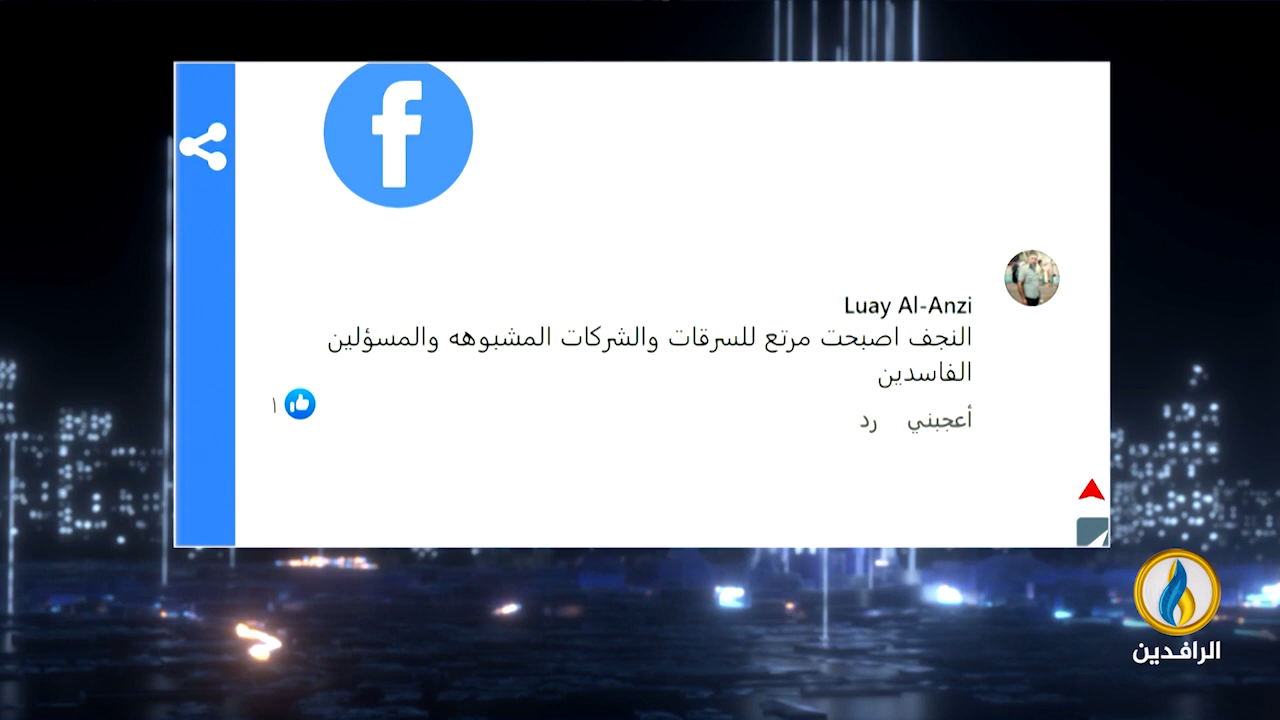 Luay Al-Anzi
النجف اصبحت مرتع للسرقات والشركات المشبوهه والمسؤلين
الفاسدين
أعجبني رد
١
الرافدين